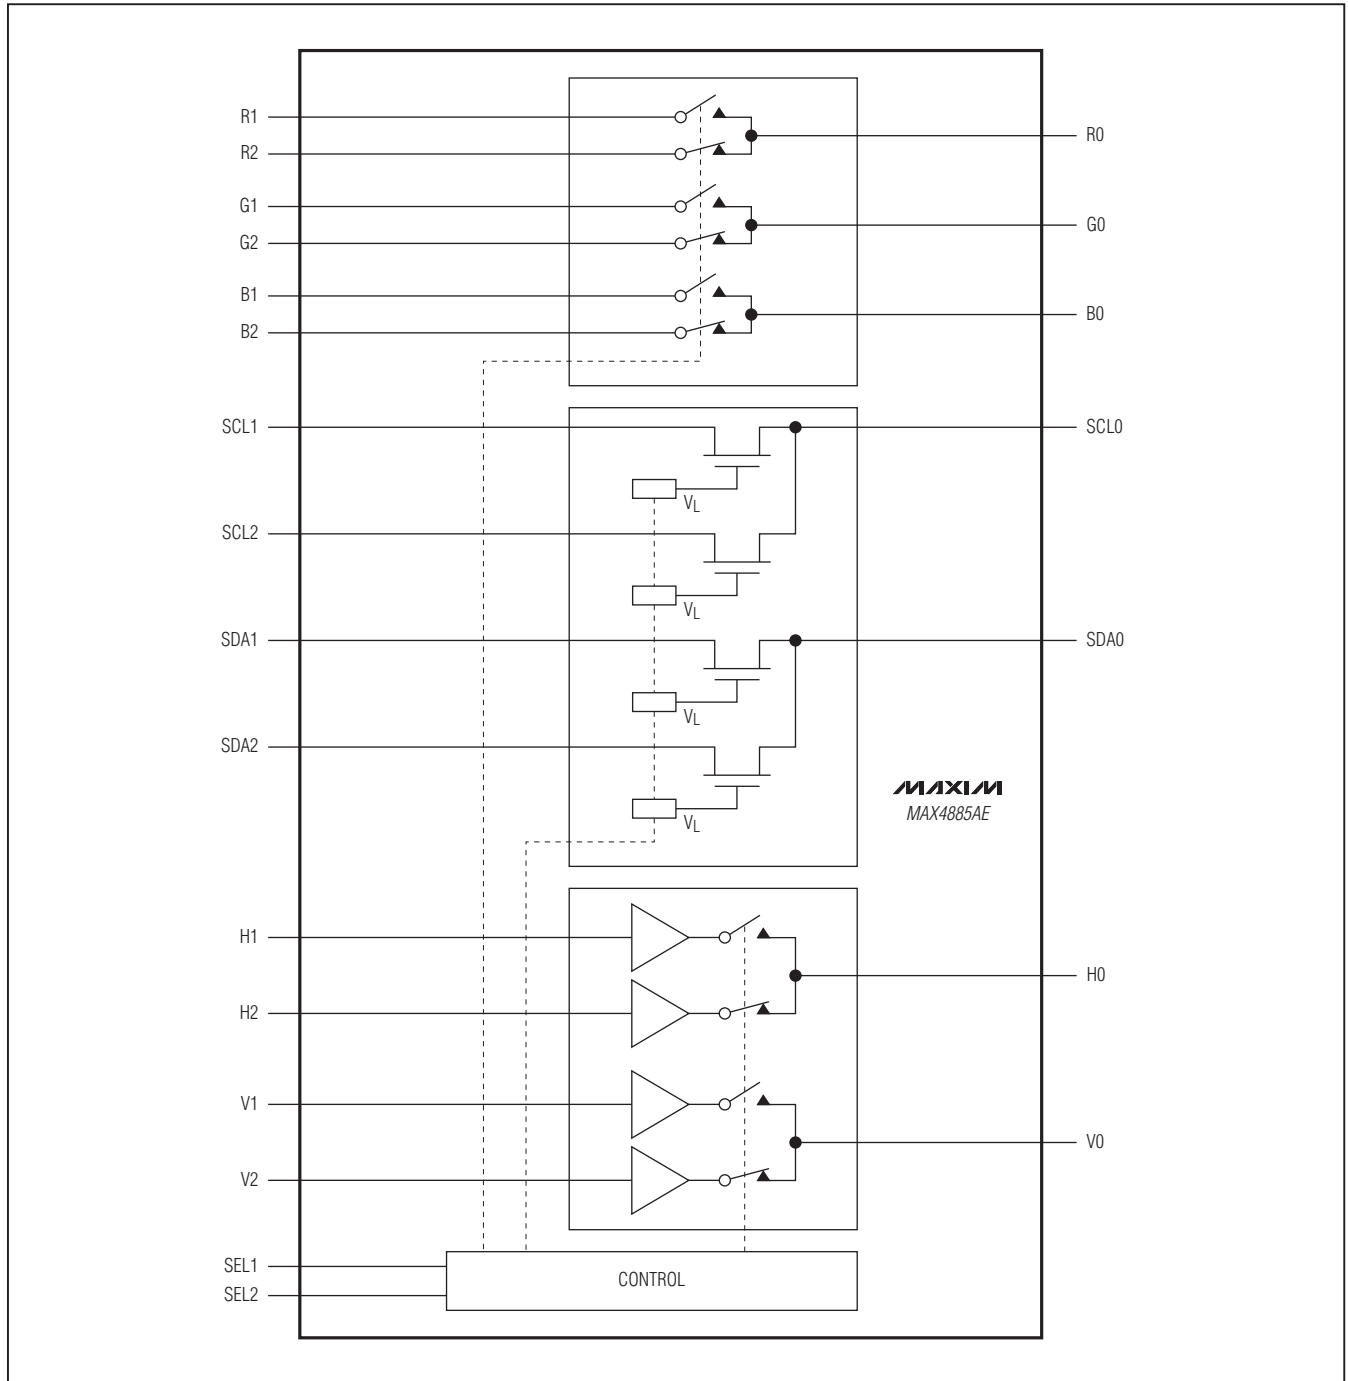 R1
R0
R2
G1
G0
G2
B1
B0
B2
SCL1
SCL0
VL
SCL2
VL
SDA1
SDA0
VL
SDA2
MAXIM
MAX4885AE
VL
H1
H0
H2
V1
V0
V2
SEL1
CONTROL
SEL2